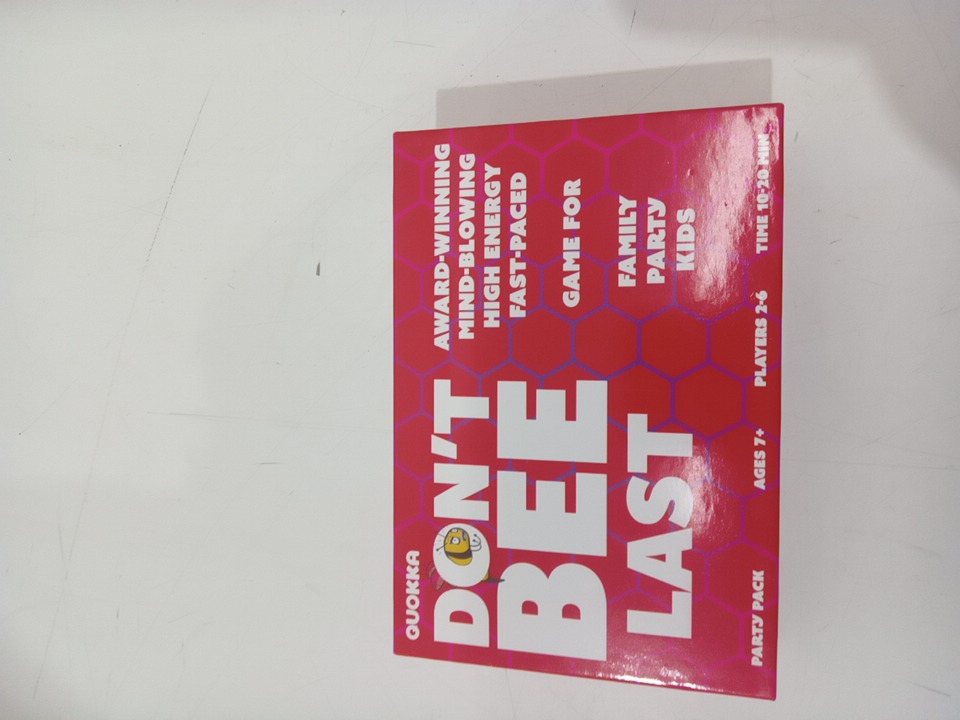 QUOKKA
DON'T
BEE
LAST
AWARD-WINNING
MIND-BLOWING
HIGH ENERGY
FAST-PACED
GAME FOR
FAMILY
PARTY
KIDS
PARTY PACK AGES 7+ PLAYERS 2-6 TIME 10-20 MIN.